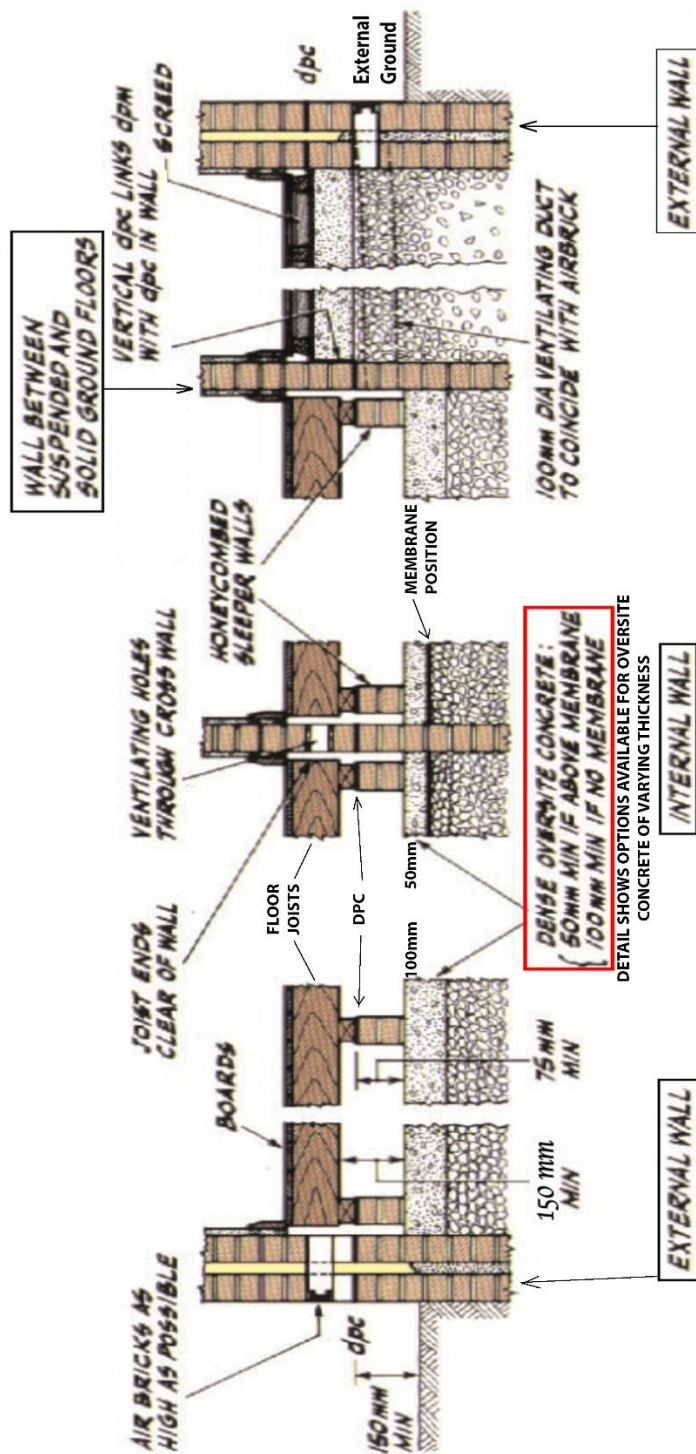 AIR BRICKS AS
HIGH AS POSSIBLE
dpc
150MM
MIN
EXTERNAL WALL
BOARDS
150 mm
MIN
75 MM
MIN
JOIST ENDS
CLEAR OF WALL
VENTILATING HOLES
THROUGH CROSS WALL
FLOOR
JOISTS
DPC
100mm
50mm
HONEYCOMBED
SLEEPER WALLS
MEMBRANE
POSITION
DENSE OVERSITE CONCRETE:
{50MM MIN IF ABOVE MEMBRANE
100MM MIN IF NO MEMBRANE
DETAIL SHOWS OPTIONS AVAILABLE FOR OVERSITE
CONCRETE OF VARYING THICKNESS
INTERNAL WALL
WALL BETWEEN
SUSPENDED AND
SOLID GROUND FLOORS
VERTICAL dpc LINKS dpm
WITH dpc IN WALL
SCREED
dpc
External
Ground
100MM DIA VENTILATING DUCT
TO COINCIDE WITH AIRBRICK
EXTERNAL WALL